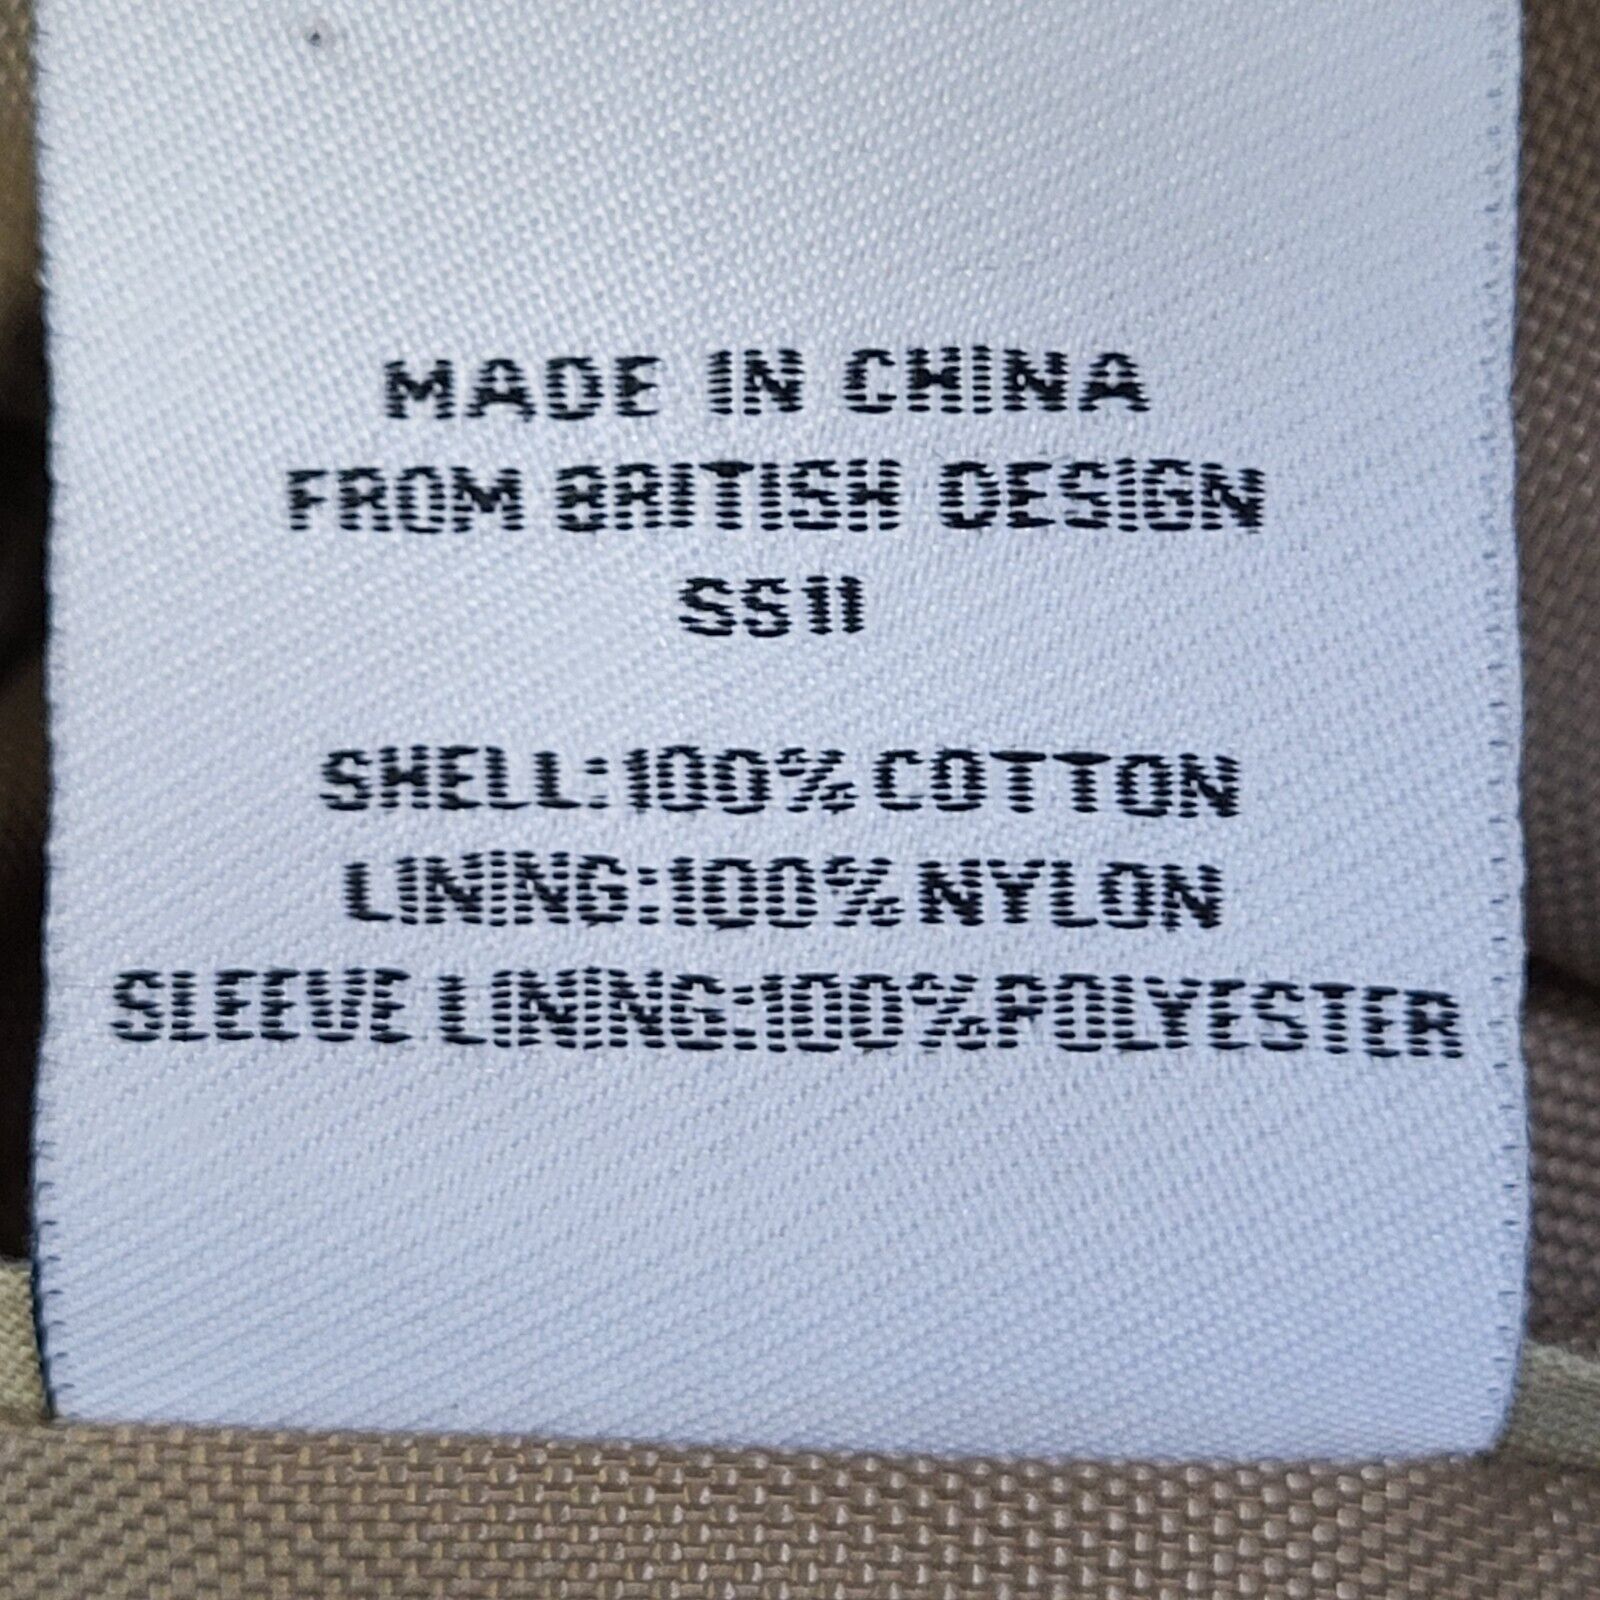 MADE IN CHINA
FROM BRITISH DESIGN
SS11
SHELL:100% COTTON
LINING:100% NYLON
SLEEVE LINING:100% POLYESTER